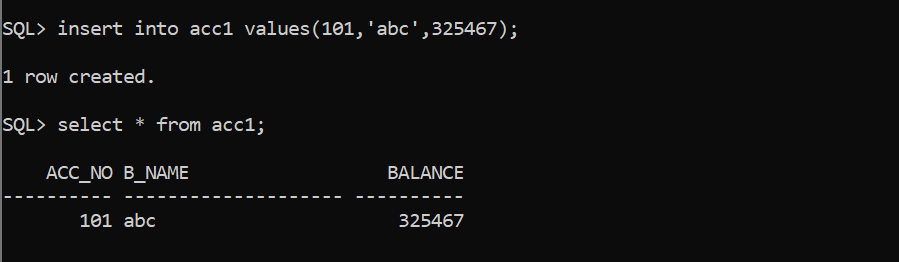 SQL> insert into acc1 values(101,'abc',325467);
1 row created.
SQL> select * from acc1;
    ACC_NO B_NAME                  BALANCE
---------- -------------------- ----------
       101 abc                      325467